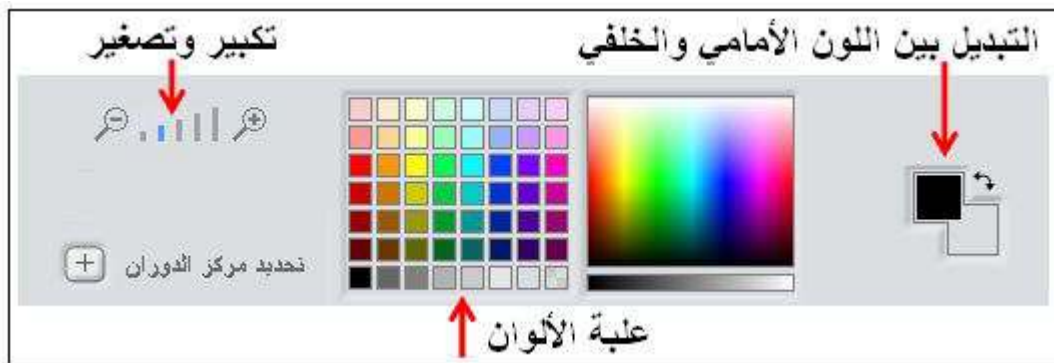 التبديل بين اللون الأمامي والخلفي
تكبير وتصغير
تحديد مركز الدوران
علبة الألوان